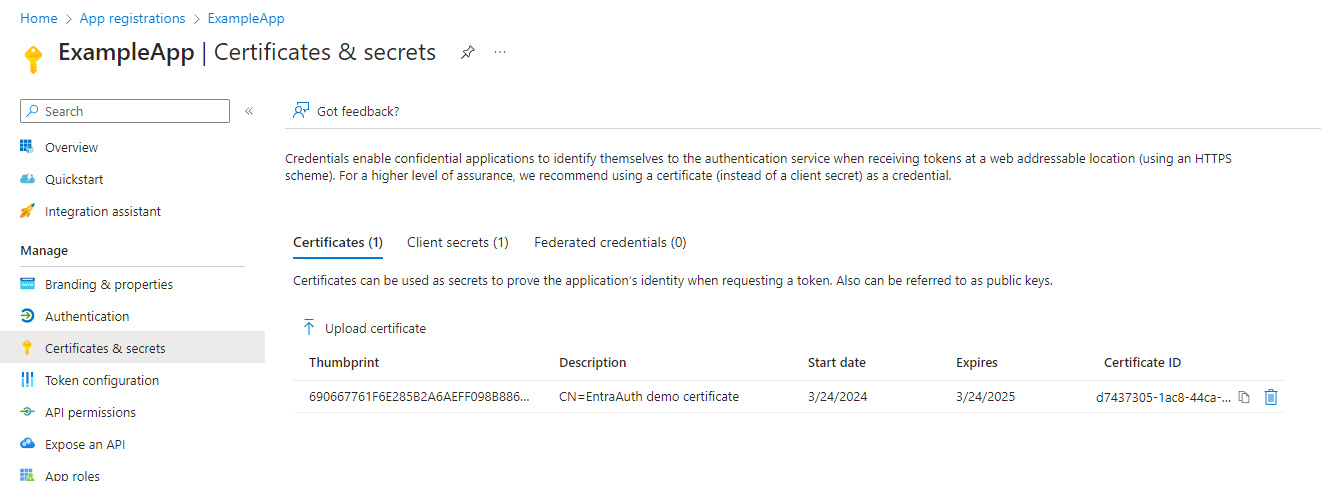 Home > App registrations > ExampleApp
ExampleApp | Certificates & secrets ...
Search «
Overview
Quickstart
Integration assistant
Manage
Branding & properties
Authentication
Certificates & secrets
Token configuration
API permissions
Expose an API
App roles
Got feedback?
Credentials enable confidential applications to identify themselves to the authentication service when receiving tokens at a web addressable location (using an HTTPS
scheme). For a higher level of assurance, we recommend using a certificate (instead of a client secret) as a credential.
Certificates (1) Client secrets (1) Federated credentials (0)
Certificates can be used as secrets to prove the application's identity when requesting a token. Also can be referred to as public keys.
Upload certificate
Thumbprint Description Start date Expires Certificate ID
690667761F6E285B2A6AEFF098B886... CN=EntraAuth demo certificate 3/24/2024 3/24/2025 d7437305-1ac8-44ca-...